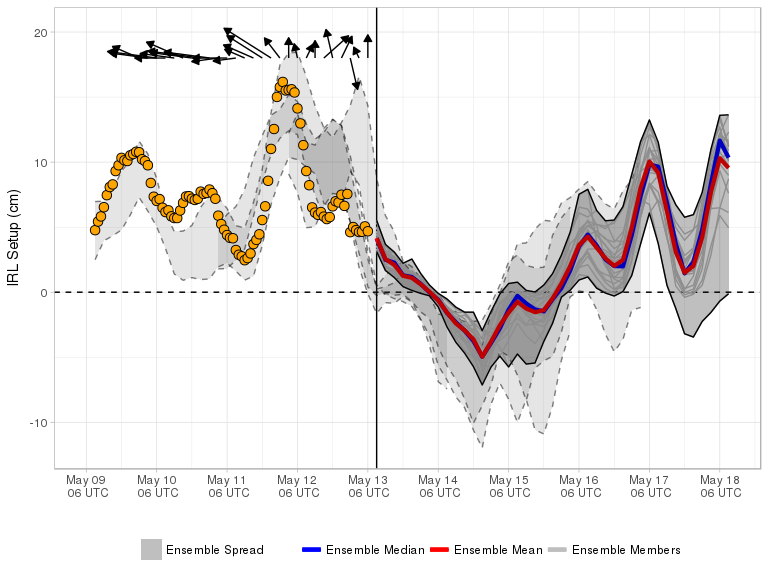 IRL Setup (cm)
20
10
0
-10
May 09 May 10 May 11 May 12 May 13 May 14 May 15 May 16 May 17 May 18
06 UTC 06 UTC 06 UTC 06 UTC 06 UTC 06 UTC 06 UTC 06 UTC 06 UTC 06 UTC
Ensemble Spread Ensemble Median Ensemble Mean Ensemble Members